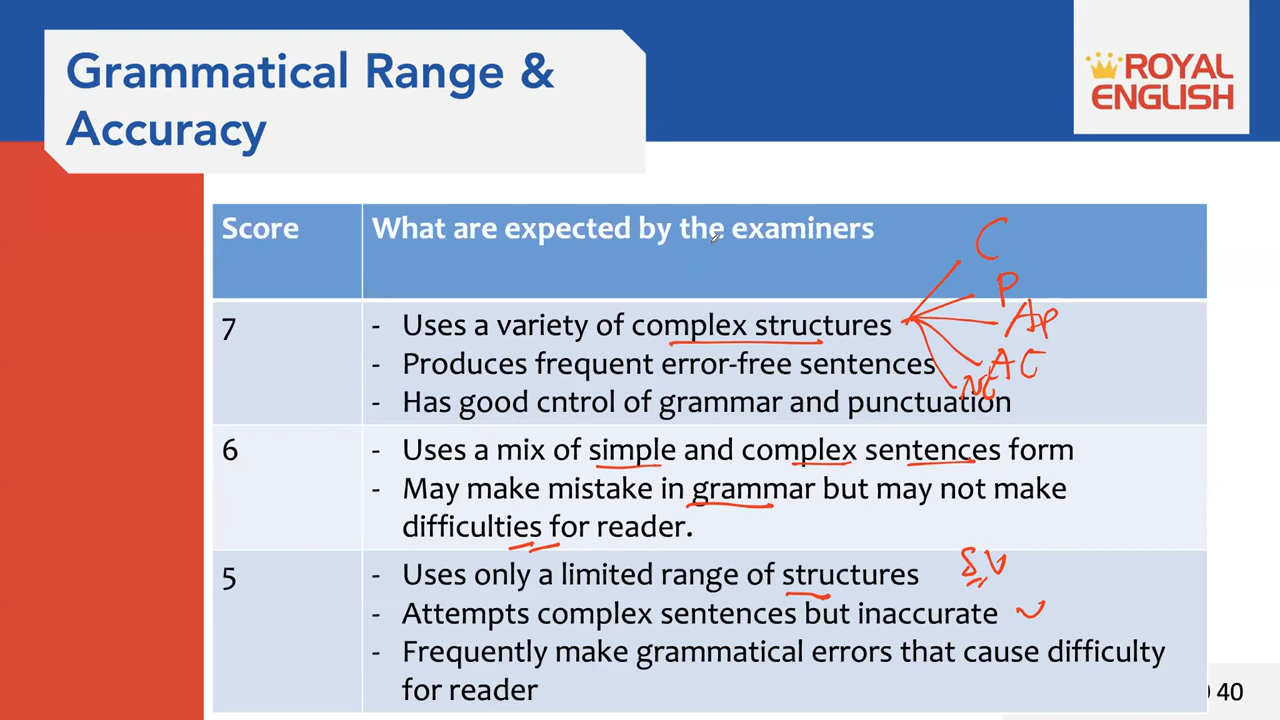 Grammatical Range &
Accuracy
ROYAL
ENGLISH
Score What are expected by the examiners
C
P
Ap
AC
NC
7 - Uses a variety of complex structures
- Produces frequent error-free sentences
- Has good cntrol of grammar and punctuation
6 - Uses a mix of simple and complex sentences form
- May make mistake in grammar but may not make
difficulties for reader.
5 - Uses only a limited range of structures SV
- Attempts complex sentences but inaccurate
- Frequently make grammatical errors that cause difficulty
for reader
40